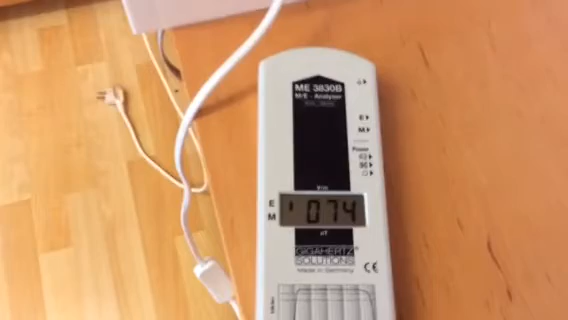 ME 3830B
M/E - Analyser
E
M
Power
V/m
E
M
074
nT
GIGAHERTZ
SOLUTIONS®
Made in Germany
CE